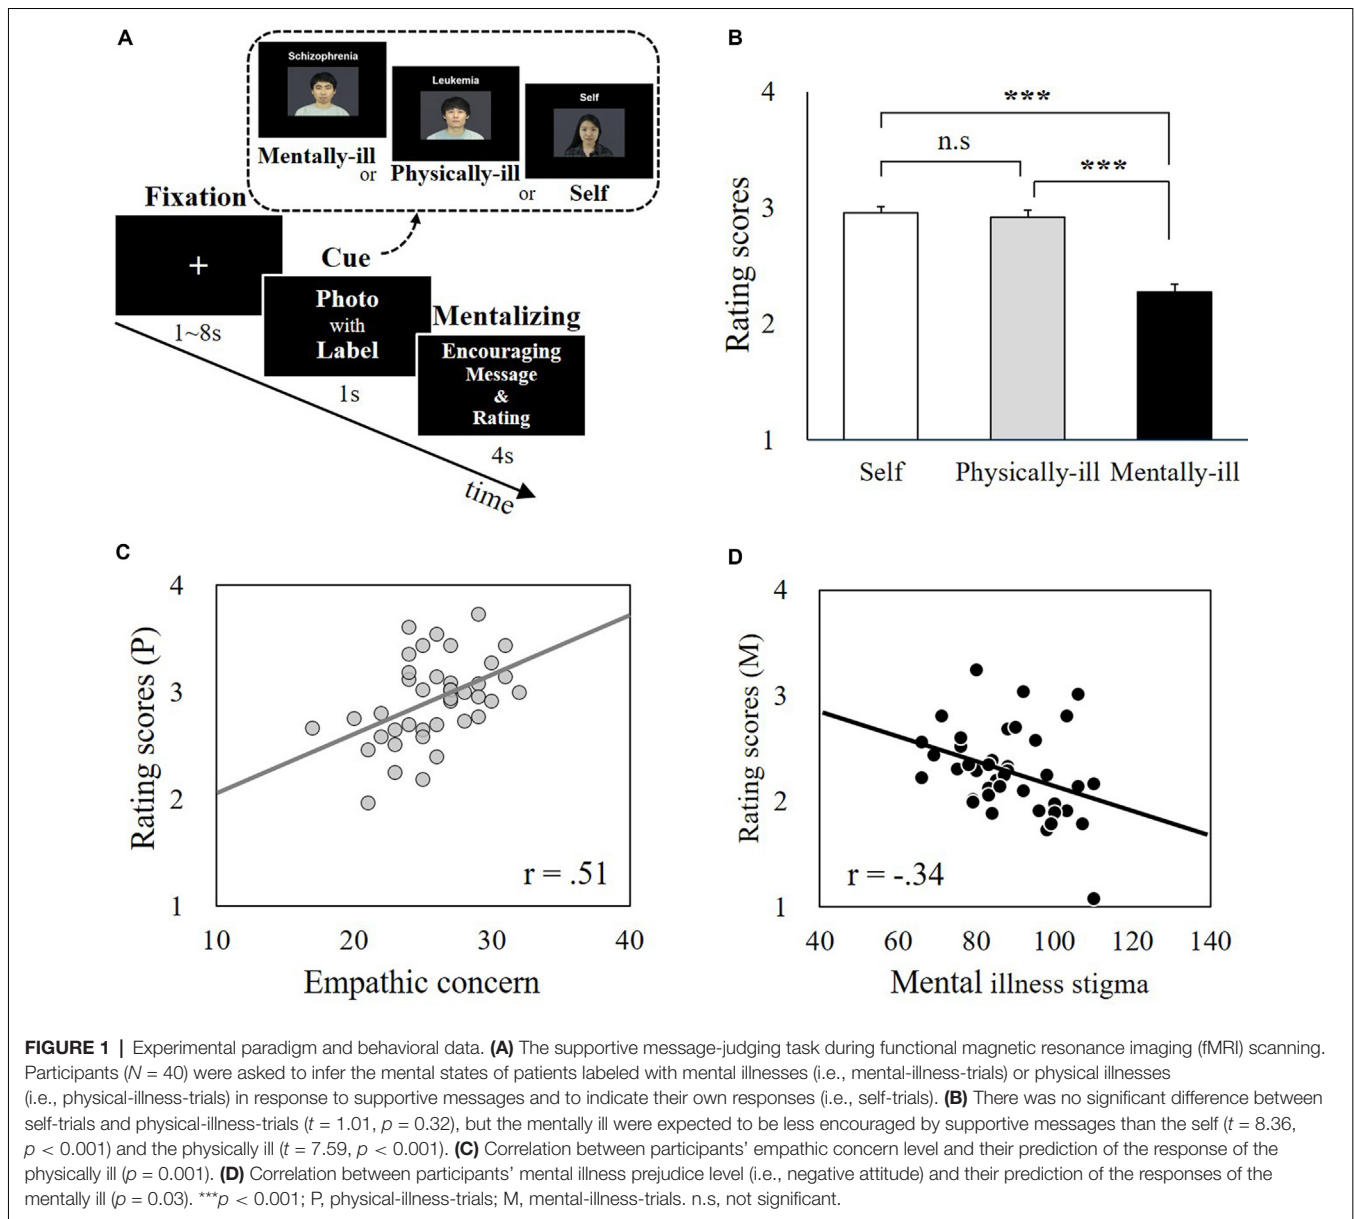 A
Schizophrenia
Leukemia
Self
Mentally-ill
or
Physically-ill
or
Self
Fixation
+
1~8s
Cue
Photo
with
Label
1s
Mentalizing
Encouraging
Message
&
Rating
4s
time
B
Rating scores
4
3
2
1
***
n.s
***
Self
Physically-ill
Mentally-ill
C
Rating scores (P)
4
3
2
1
r = .51
10
20
30
40
Empathic concern
D
Rating scores (M)
4
3
2
1
r = -.34
40
60
80
100
120
140
Mental illness stigma
FIGURE 1 | Experimental paradigm and behavioral data. (A) The supportive message-judging task during functional magnetic resonance imaging (fMRI) scanning.
Participants (N = 40) were asked to infer the mental states of patients labeled with mental illnesses (i.e., mental-illness-trials) or physical illnesses
(i.e., physical-illness-trials) in response to supportive messages and to indicate their own responses (i.e., self-trials). (B) There was no significant difference between
self-trials and physical-illness-trials (t = 1.01, p = 0.32), but the mentally ill were expected to be less encouraged by supportive messages than the self (t = 8.36,
p < 0.001) and the physically ill (t = 7.59, p < 0.001). (C) Correlation between participants' empathic concern level and their prediction of the response of the
physically ill (p = 0.001). (D) Correlation between participants' mental illness prejudice level (i.e., negative attitude) and their prediction of the responses of the
mentally ill (p = 0.03). ***p < 0.001; P, physical-illness-trials; M, mental-illness-trials. n.s, not significant.